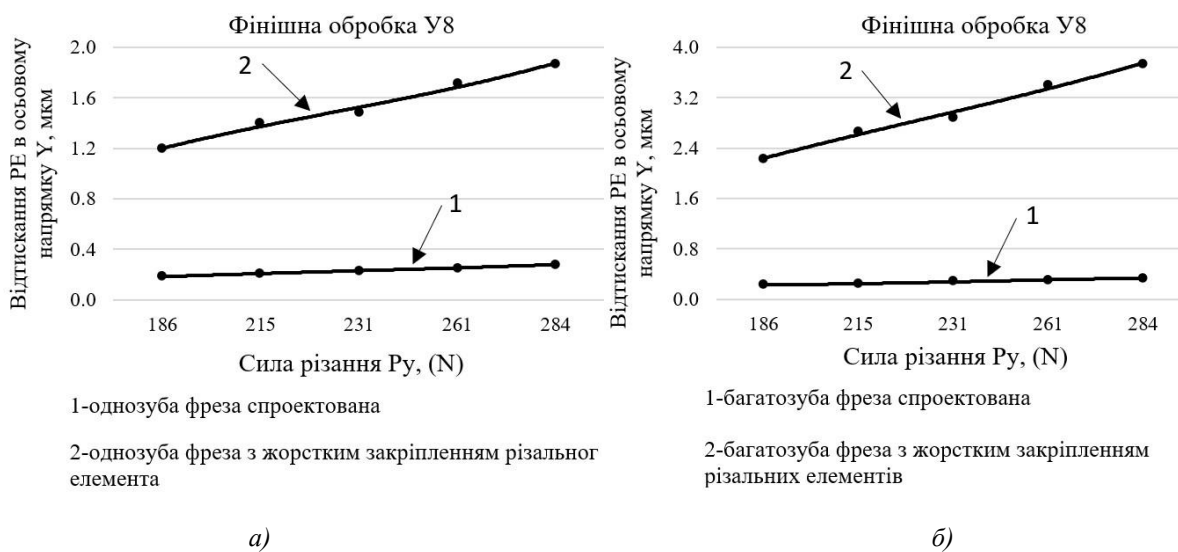 Фінішна обробка У8
Відтискання РЕ в осьовому
напрямку Y, мкм
2.0
1.6
1.2
0.8
0.4
0.0
2
1
186 215 231 261 284
Сила різання Py, (N)
1-однозуба фреза спроектована
2-однозуба фреза з жорстким закріпленням різального
елемента
а)
Фінішна обробка У8
Відтискання РЕ в осьовому
напрямку Y, мкм
4.0
3.2
2.4
1.6
0.8
0.0
2
1
186 215 231 261 284
Сила різання Py, (N)
1-багатозуба фреза спроектована
2-багатозуба фреза з жорстким закріпленням
різальних елементів
б)